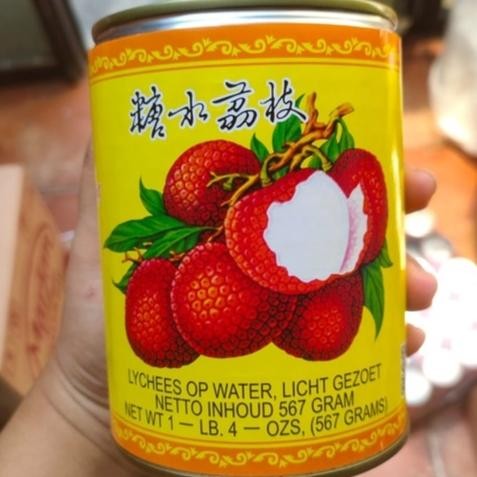 糖水荔枝
LYCHEES OP WATER, LICHT GEZOET
NETTO INHOUD 567 GRAM
NET WT 1 — LB. 4 — OZS, (567 GRAMS)